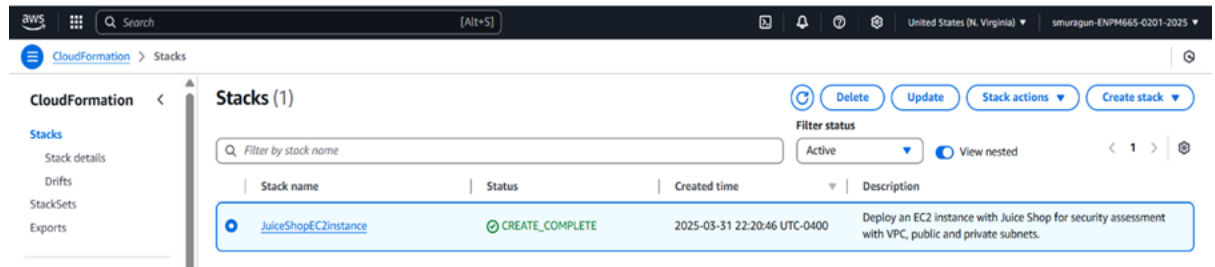 aws Search [Alt+S] United States (N. Virginia) ▼ smuragun-ENPM665-0201-2025 ▼
CloudFormation > Stacks
CloudFormation <
Stacks
Stack details
Drifts
StackSets
Exports
Stacks (1)
Delete Update Stack actions ▼ Create stack ▼
Filter status
Filter by stack name Active ▼ View nested < 1 >
Stack name Status Created time ▼ Description
JuiceShopEC2instance CREATE_COMPLETE 2025-03-31 22:20:46 UTC-0400 Deploy an EC2 instance with Juice Shop for security assessment
with VPC, public and private subnets.